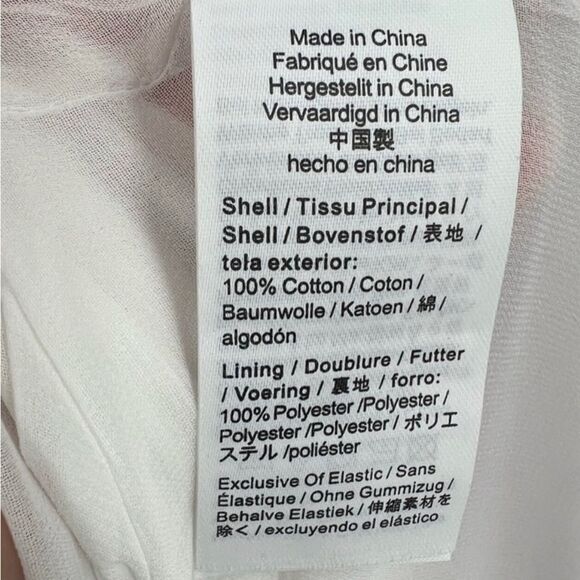 Made in China
Fabriqué en Chine
Hergestelit in China
Vervaardigd in China
中国製
hecho en china
Shell / Tissu Principal /
Shell / Bovenstof / 表地 /
tela exterior:
100% Cotton / Coton /
Baumwolle / Katoen / 綿 /
algodón
Lining / Doublure / Futter
/ Voering / 裏地 / forro:
100% Polyester /Polyester /
Polyester /Polyester / ポリエ
ステル /poliéster
Exclusive Of Elastic / Sans
Élastique / Ohne Gummizug /
Behalve Elastiek / 伸縮素材を
除く / excluyendo el elástico